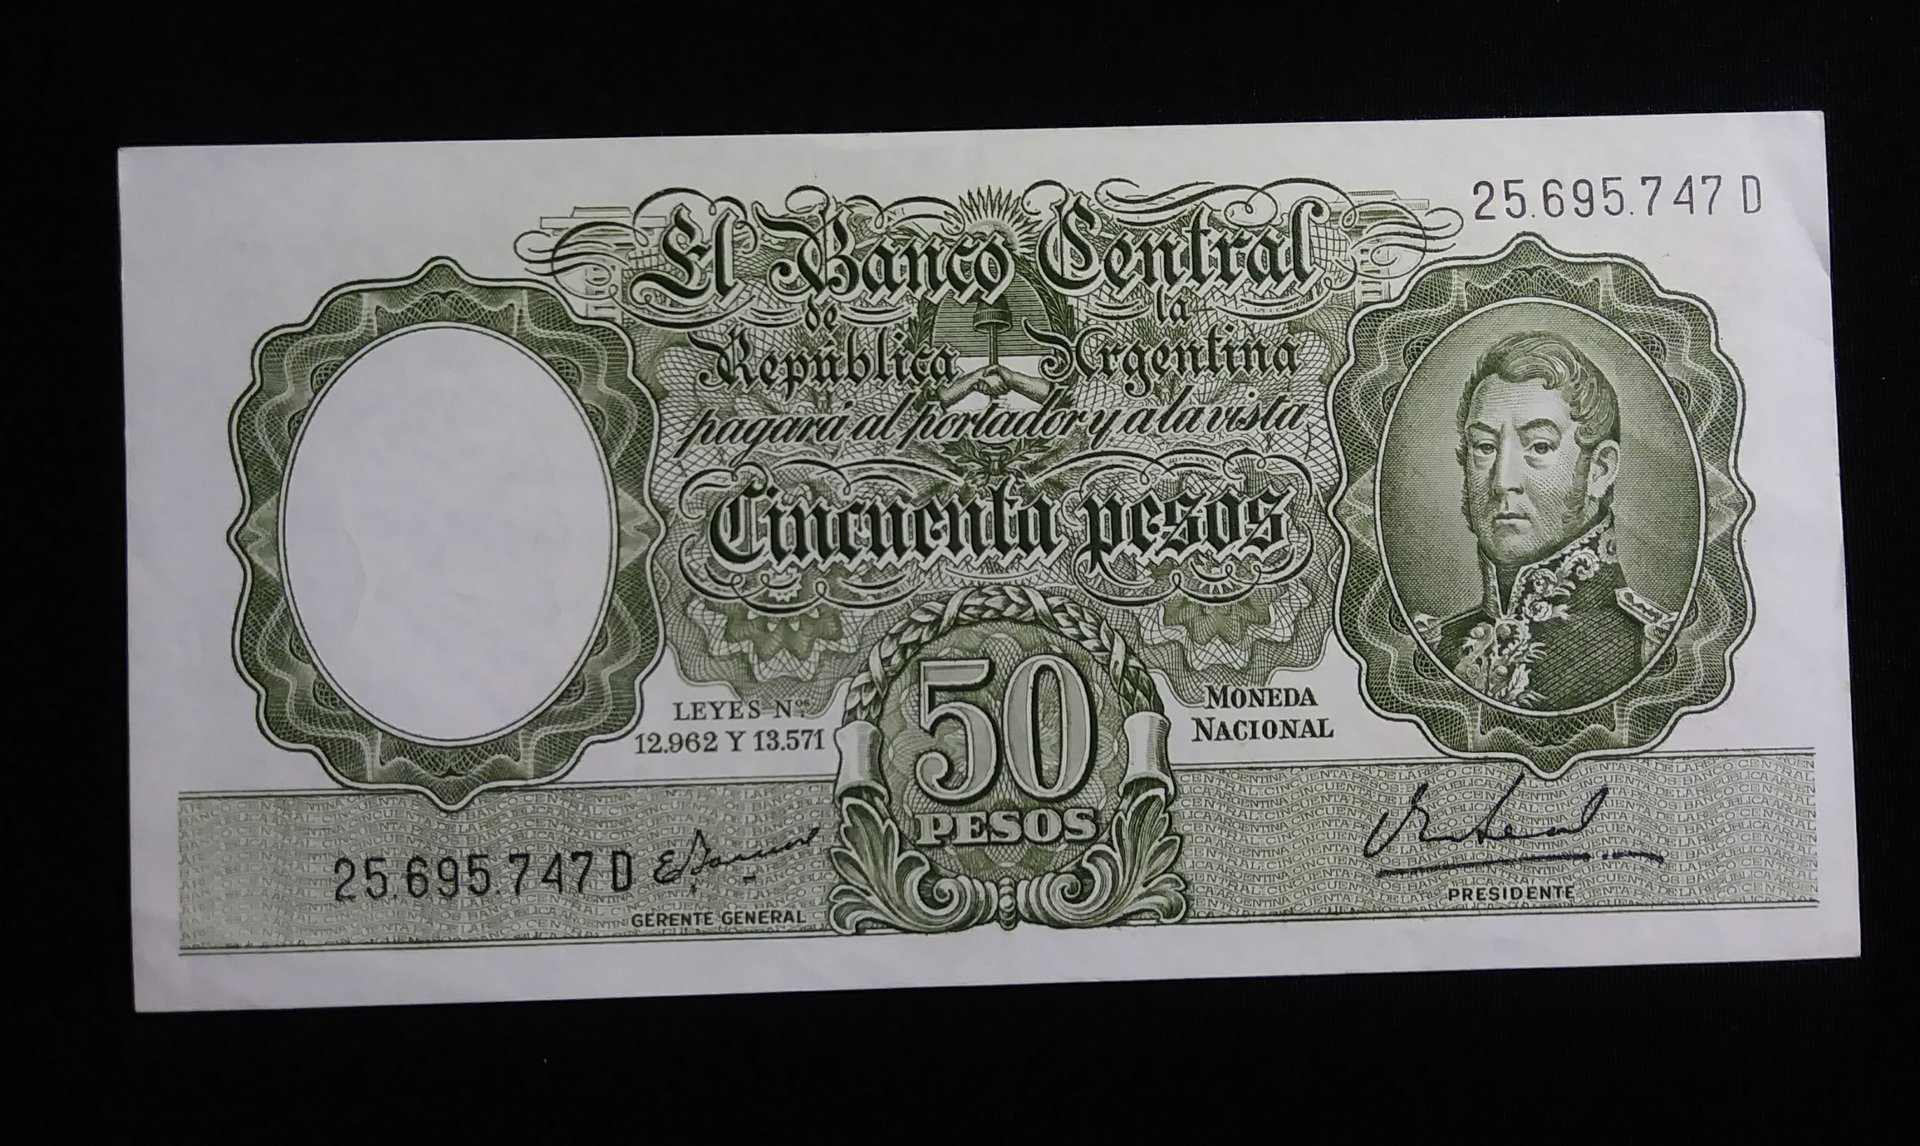 25.695.747 D
El Banco Central
de la
República Argentina
pagará al portador y a la vista
Cincuenta pesos
LEYES Nos.
12.962 Y 13.571
MONEDA
NACIONAL
50
PESOS
25.695.747 D
GERENTE GENERAL
PRESIDENTE